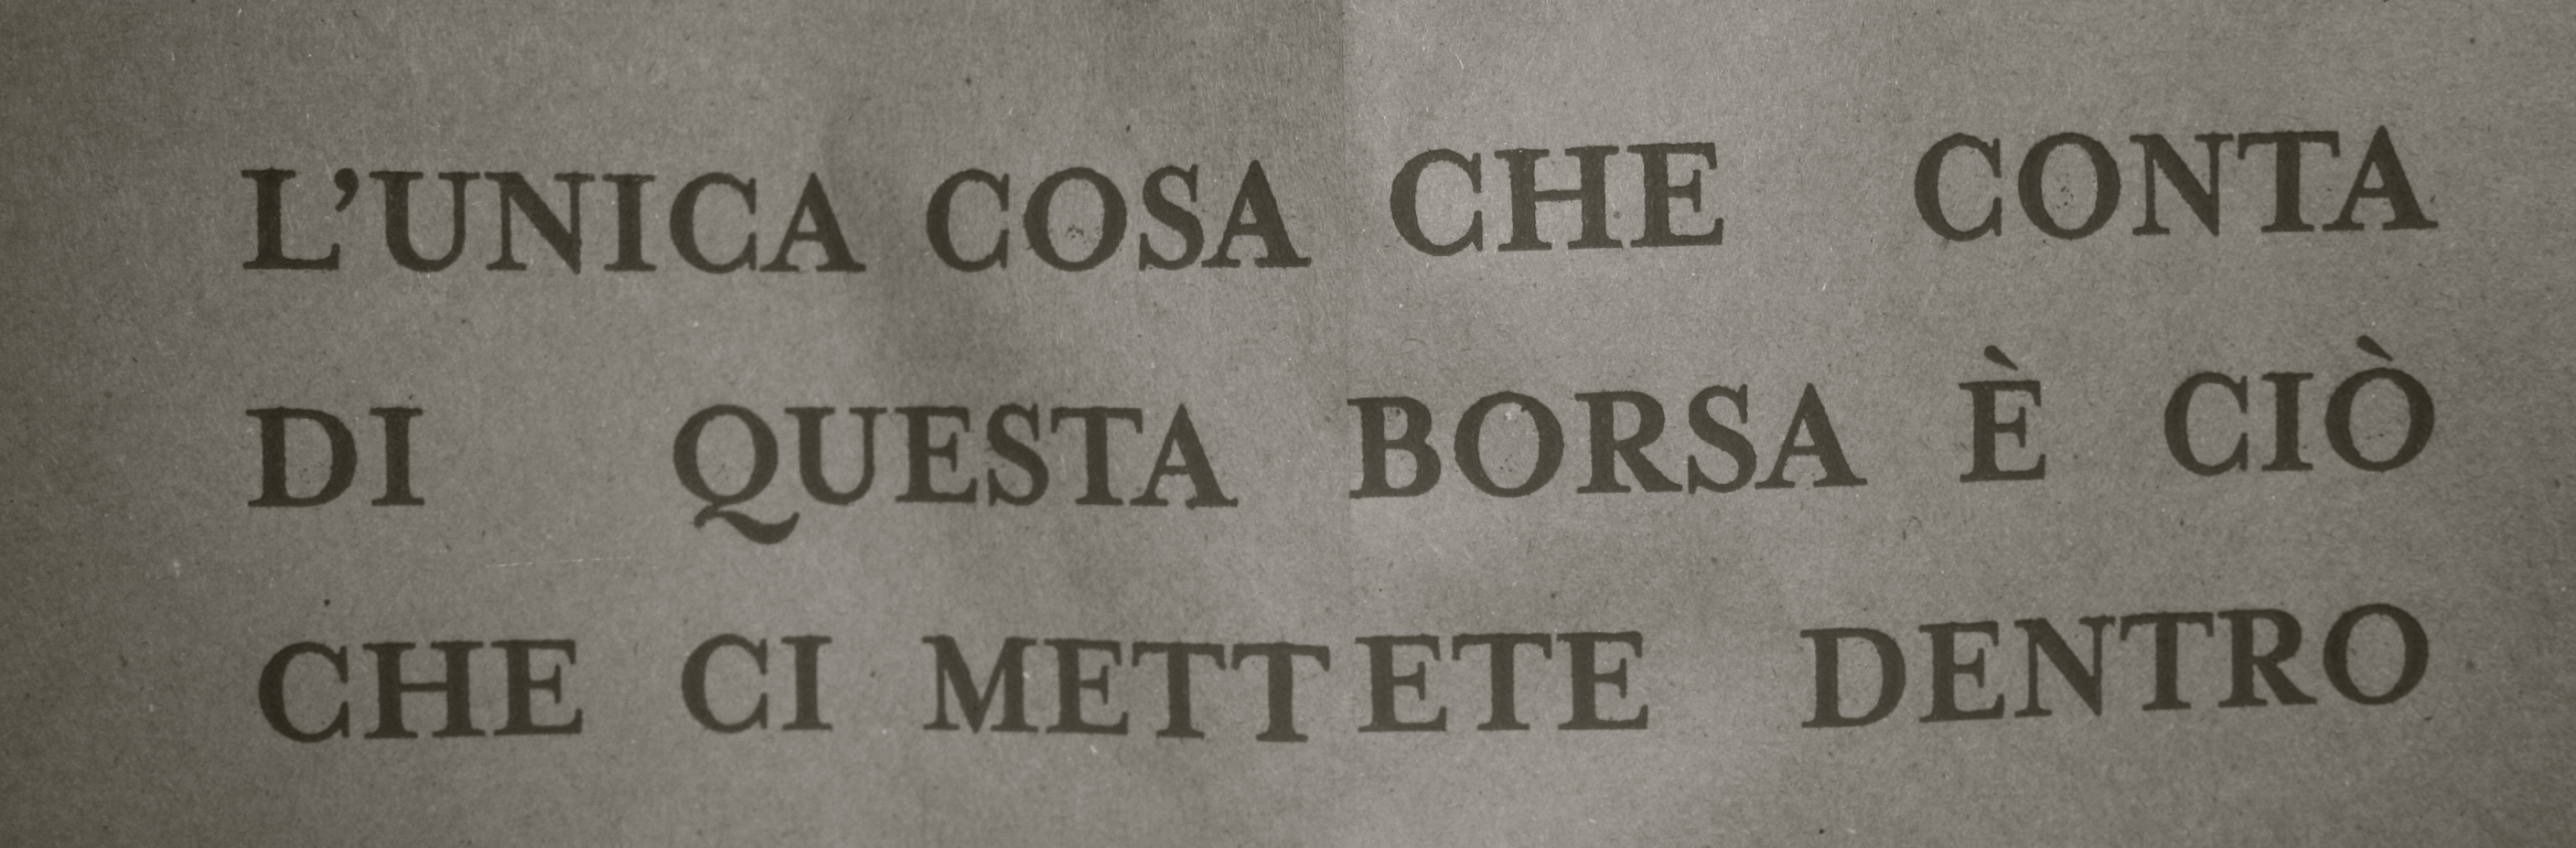 L’UNICA COSA CHE CONTA
DI QUESTA BORSA È CIÒ
CHE CI METTETE DENTRO